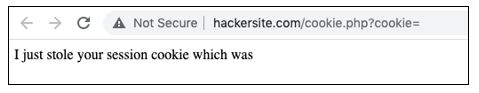 Not Secure | hackersite.com/cookie.php?cookie=
I just stole your session cookie which was